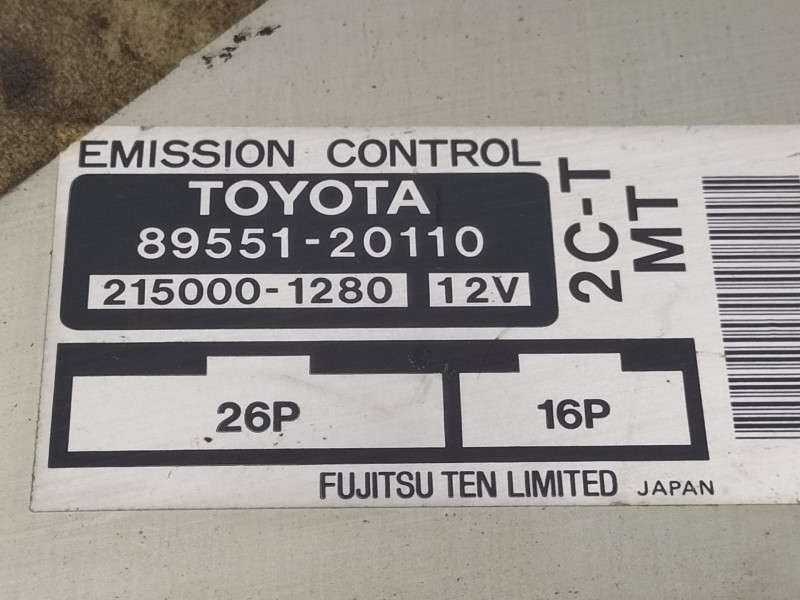 EMISSION CONTROL
TOYOTA
89551-20110
215000-1280 12V
2C-T
MT
26P 16P
FUJITSU TEN LIMITED JAPAN